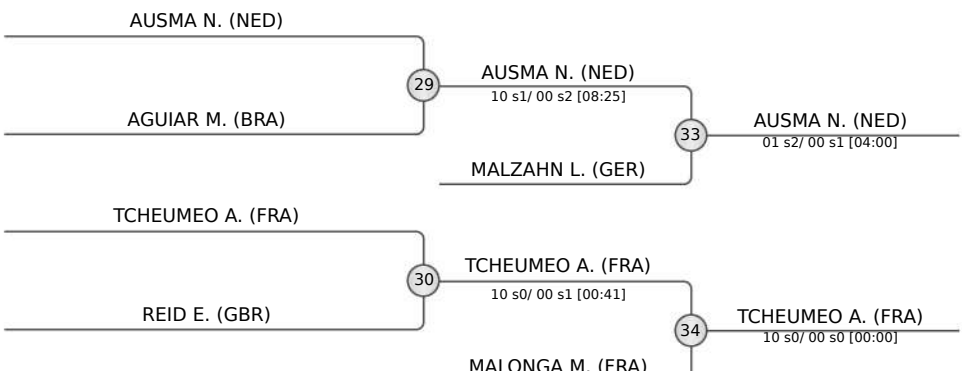 AUSMA N. (NED)
29
AUSMA N. (NED)
10 s1/ 00 s2 [08:25]
AGUIAR M. (BRA)
33
AUSMA N. (NED)
01 s2/ 00 s1 [04:00]
MALZAHN L. (GER)
TCHEUMEO A. (FRA)
30
TCHEUMEO A. (FRA)
10 s0/ 00 s1 [00:41]
REID E. (GBR)
34
TCHEUMEO A. (FRA)
10 s0/ 00 s0 [00:00]
MALONGA M. (FRA)